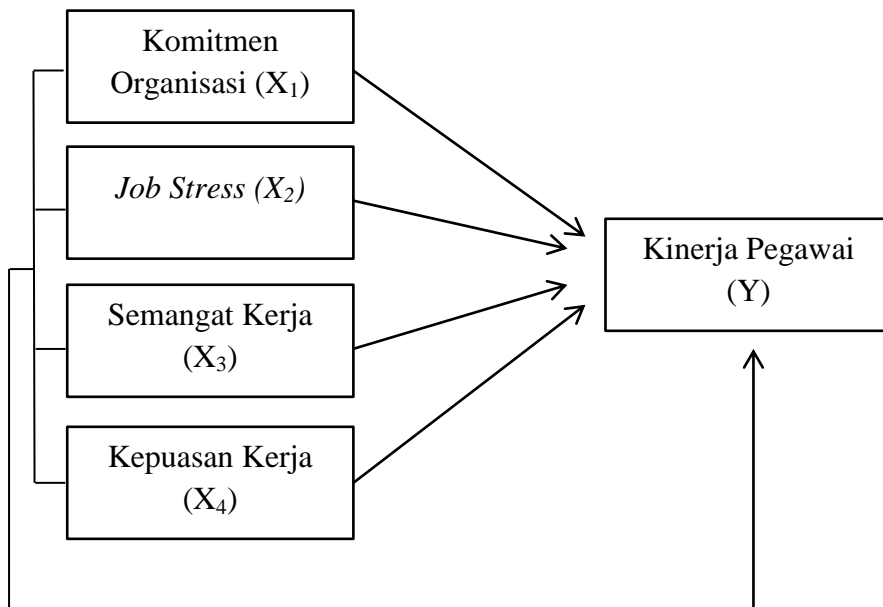 Komitmen
Organisasi (X₁)
Job Stress (X₂)
Semangat Kerja
(X₃)
Kepuasan Kerja
(X₄)
Kinerja Pegawai
(Y)